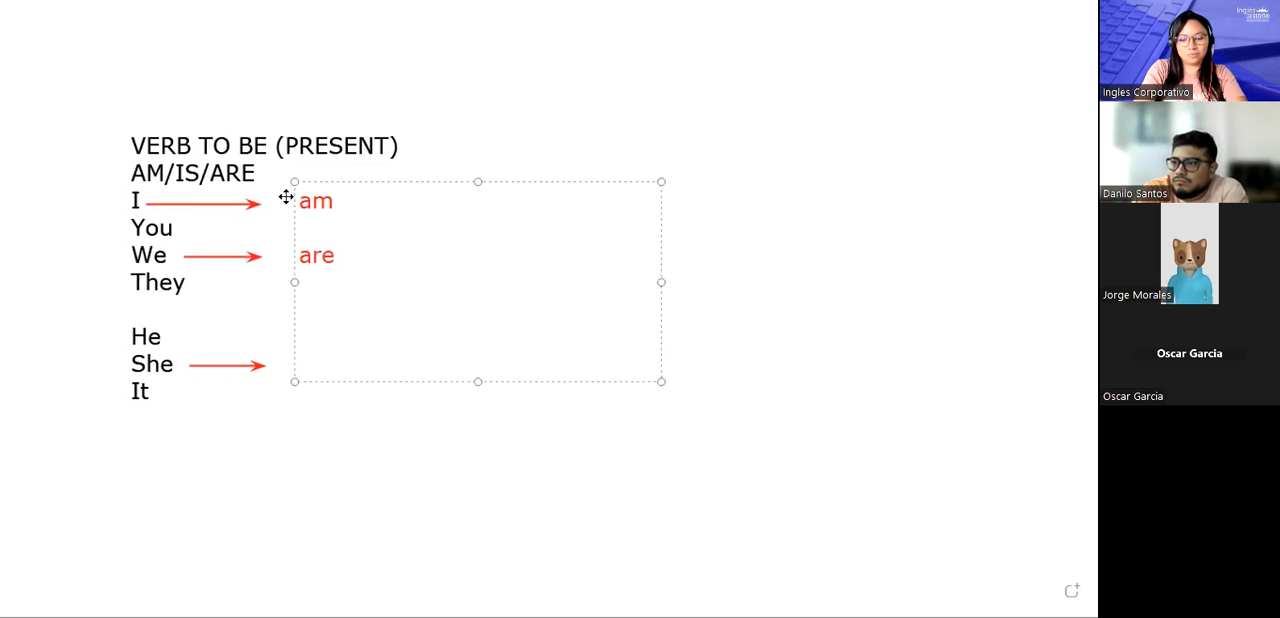 VERB TO BE (PRESENT)
AM/IS/ARE
I am
You
We are
They
He
She
It
Ingles
Ingles Corporativo
Danilo Santos
Jorge Morales
Oscar Garcia
Oscar Garcia